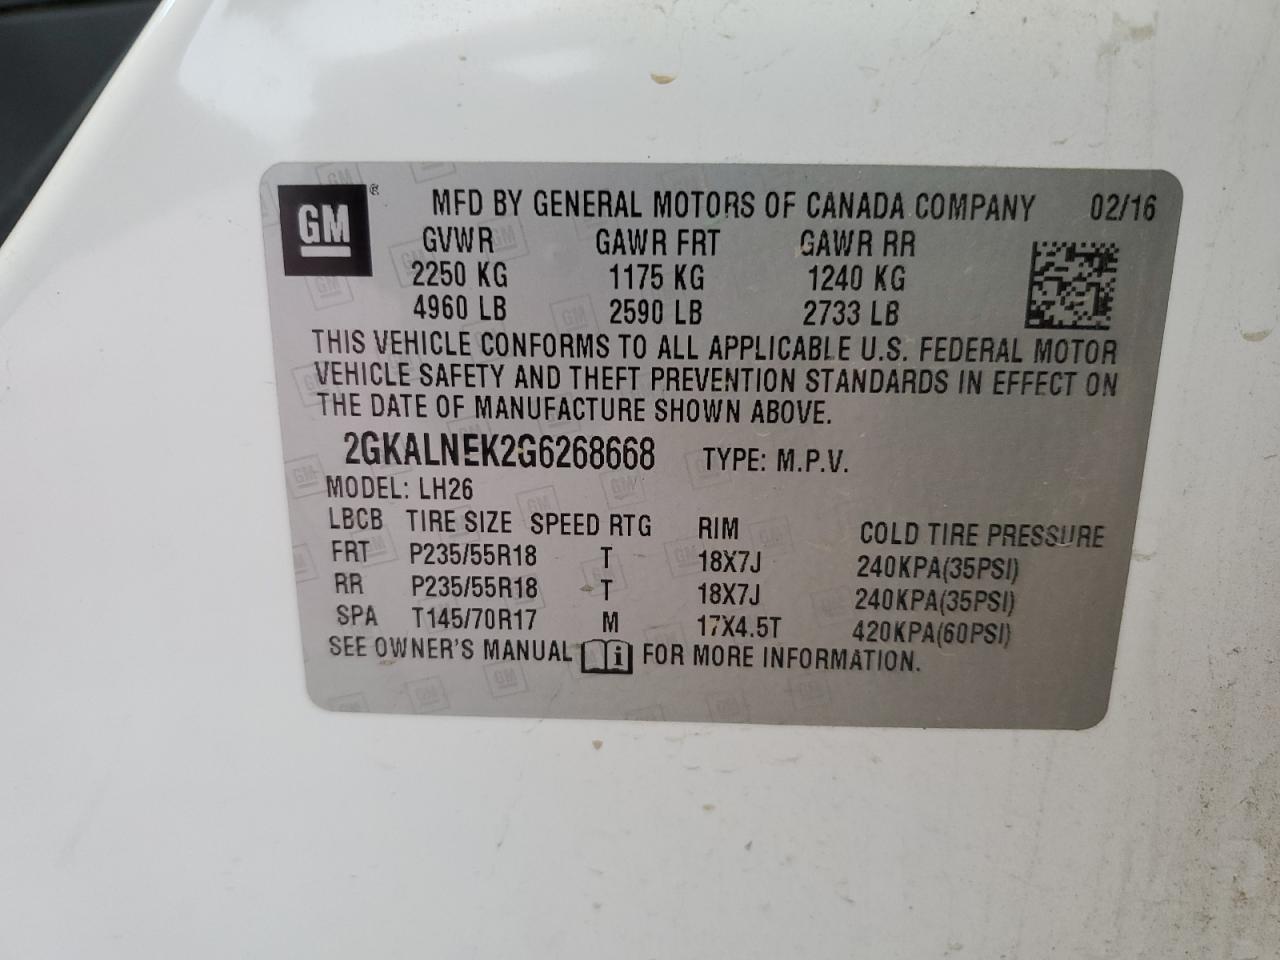 GM ® MFD BY GENERAL MOTORS OF CANADA COMPANY 02/16
GVWR GAWR FRT GAWR RR
2250 KG 1175 KG 1240 KG
4960 LB 2590 LB 2733 LB
THIS VEHICLE CONFORMS TO ALL APPLICABLE U.S. FEDERAL MOTOR
VEHICLE SAFETY AND THEFT PREVENTION STANDARDS IN EFFECT ON
THE DATE OF MANUFACTURE SHOWN ABOVE.
2GKALNEK2G6268668 TYPE: M.P.V.
MODEL: LH26
LBCB TIRE SIZE SPEED RTG RIM COLD TIRE PRESSURE
FRT P235/55R18 T 18X7J 240KPA(35PSI)
RR P235/55R18 T 18X7J 240KPA(35PSI)
SPA T145/70R17 M 17X4.5T 420KPA(60PSI)
SEE OWNER'S MANUAL i FOR MORE INFORMATION.